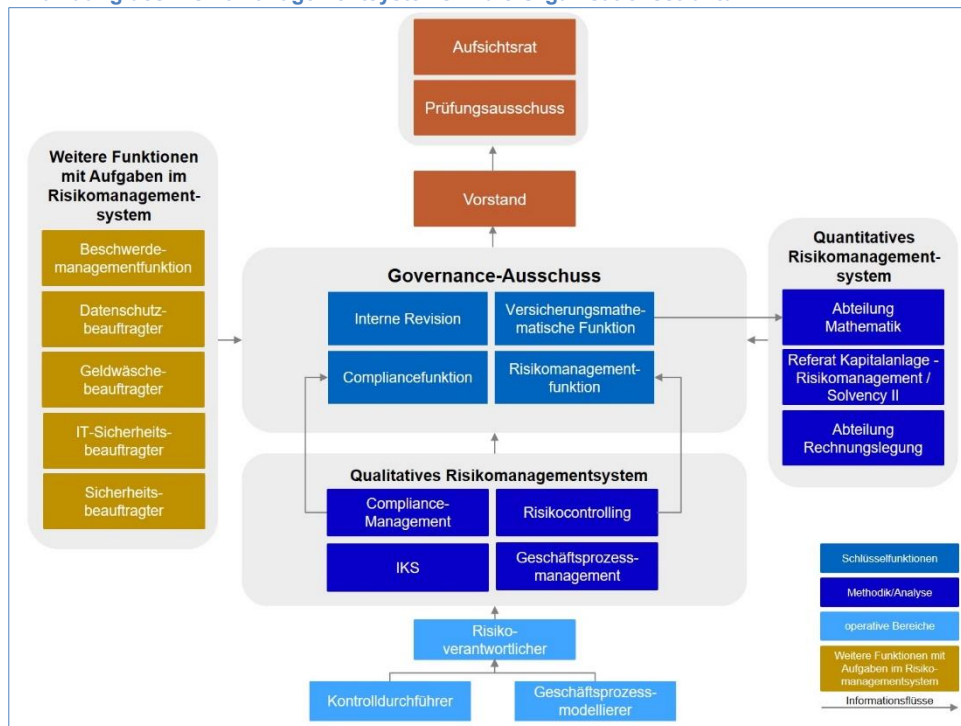 Aufsichtsrat
Prüfungsausschuss
Vorstand
Weitere Funktionen
mit Aufgaben im
Risikomanagement-
system
Beschwerde-
managementfunktion
Datenschutz-
beauftragter
Geldwäsche-
beauftragter
IT-Sicherheits-
beauftragter
Sicherheits-
beauftragter
Governance-Ausschuss
Interne Revision
Versicherungsmathe-
matische Funktion
Compliancefunktion
Risikomanagement-
funktion
Quantitatives
Risikomanagement-
system
Abteilung
Mathematik
Referat Kapitalanlage -
Risikomanagement /
Solvency II
Abteilung
Rechnungslegung
Qualitatives Risikomanagementsystem
Compliance-
Management
Risikocontrolling
IKS
Geschäftsprozess-
management
Risiko-
verantwortlicher
Kontrolldurchführer
Geschäftsprozess-
modellierer
Schlüsselfunktionen
Methodik/Analyse
operative Bereiche
Weitere Funktionen mit
Aufgaben im Risiko-
managementsystem
Informationsflüsse